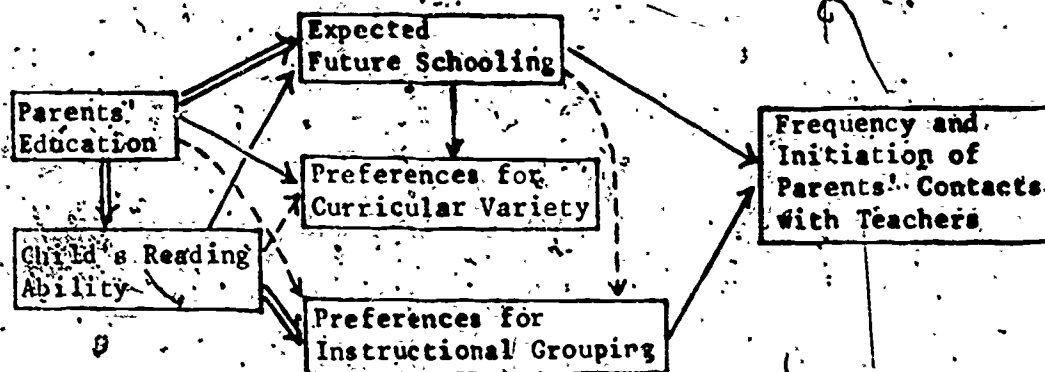 Expected
Future Schooling
Parents'
Education
Frequency and
Initiation of
Parents' Contacts
with Teachers
Preferences for
Curricular Variety
Child's Reading
Ability
Preferences for
Instructional Grouping